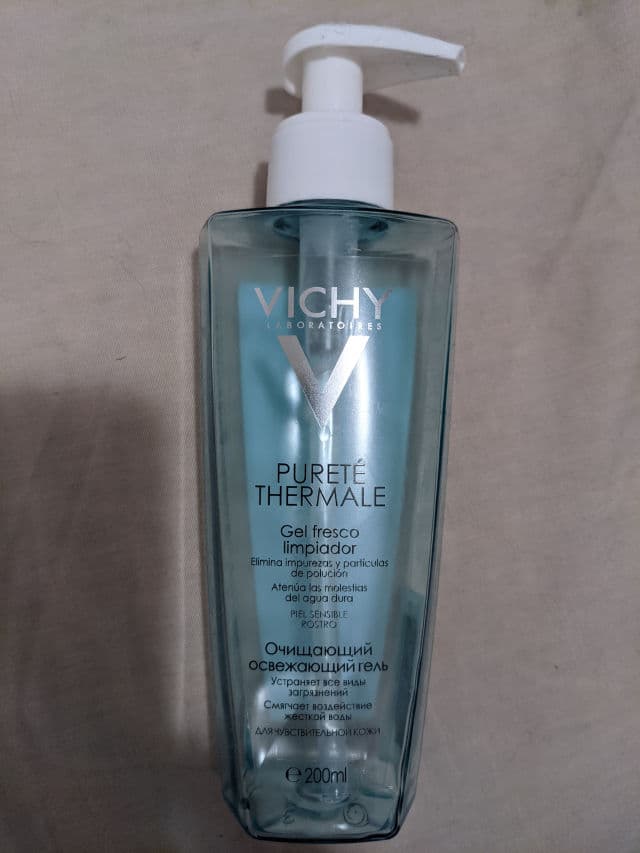 VICHY
LABORATOIRES
PURETÉ
THERMALE
Gel fresco
limpiador
Elimina impurezas y partículas
de polución
Atenúa las molestias
del agua dura
PIEL SENSIBLE
ROSTRO
Очищающий
освежающий гель
Устраняет все виды
загрязнений
Смягчает воздействие
жесткой воды
ДЛЯ ЧУВСТВИТЕЛЬНОЙ КОЖИ
℮200ml